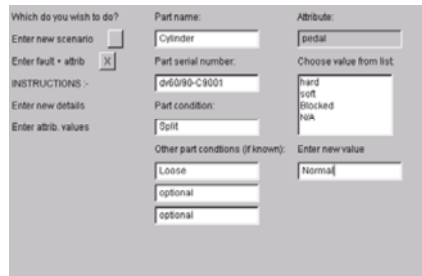 Which do you wish to do?
Enter new scenario
Enter fault + attrib X
INSTRUCTIONS :-
Enter new details
Enter attrib. values
Part name:
Cylinder
Part serial number:
dv60/90-C9001
Part condition:
Split
Other part condtions (if known):
Loose
optional
optional
Attribute:
pedal
Choose value from list:
hard
soft
Blocked
N/A
Enter new value
Normal